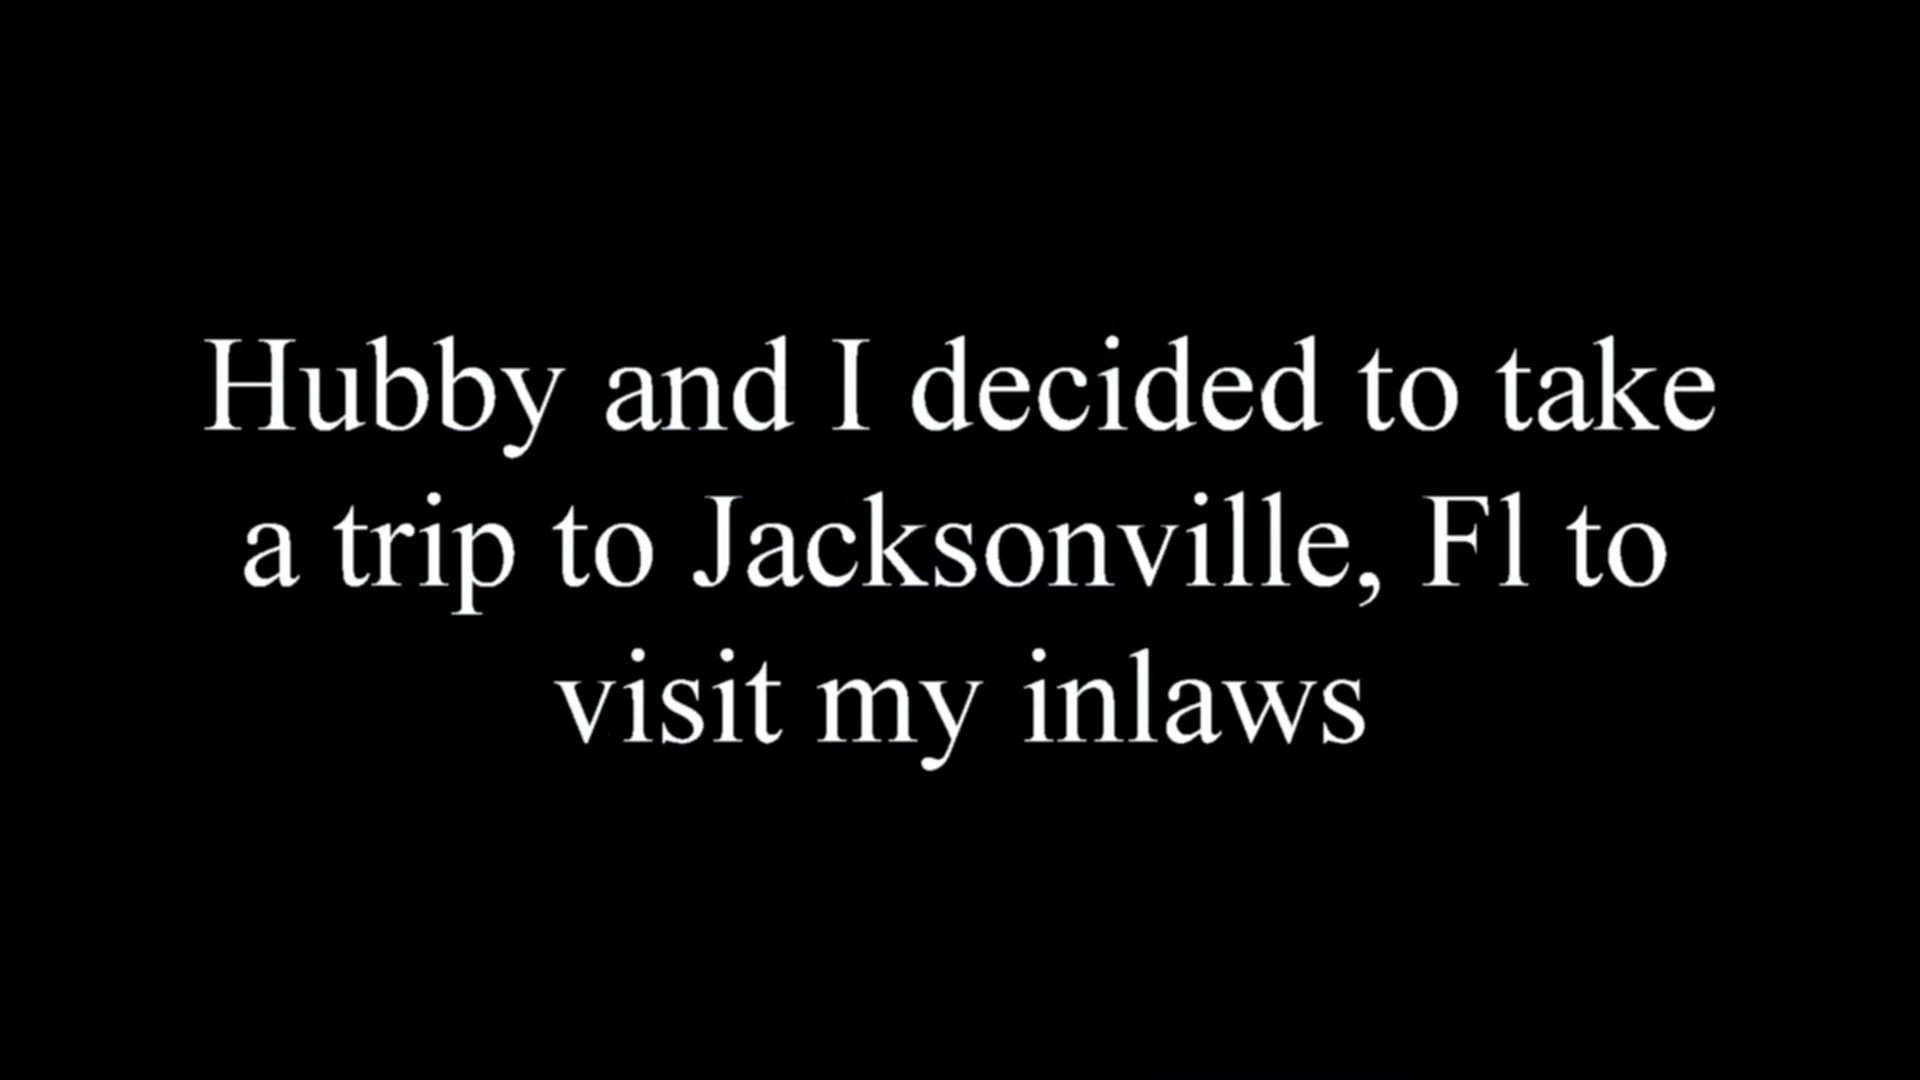 Hubby and I decided to take
a trip to Jacksonville, Fl to
visit my inlaws